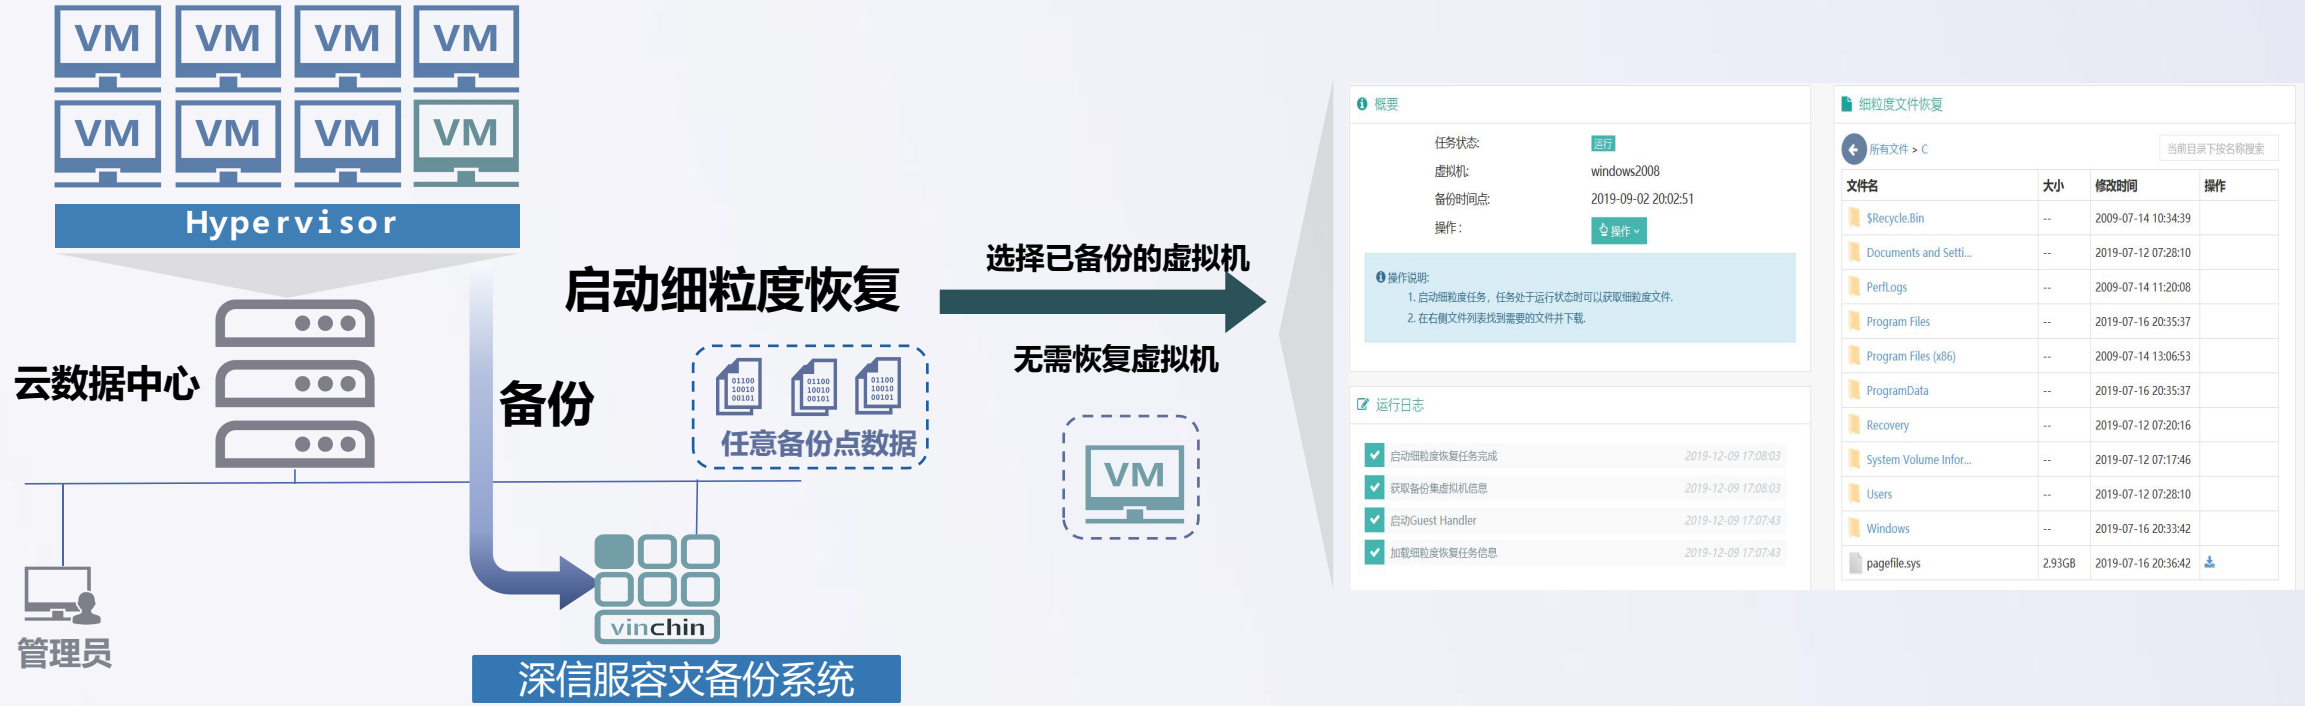 VM VM VM VM
VM VM VM VM
Hypervisor
云数据中心
管理员
备份
启动细粒度恢复
01100 01100 01100
10010 10010 10010
00101 00101 00101
任意备份点数据
vinchin
深信服容灾备份系统
选择已备份的虚拟机
无需恢复虚拟机
VM
概要
任务状态: 运行
虚拟机: windows2008
备份时间点: 2019-09-02 20:02:51
操作: 操作
操作说明:
1. 启动细粒度任务，任务处于运行状态时可以获取细粒度文件.
2. 在右侧文件列表找到需要的文件并下载.
运行日志
启动细粒度恢复任务完成 2019-12-09 17:08:03
获取备份集虚拟机信息 2019-12-09 17:08:03
启动Guest Handler 2019-12-09 17:07:43
加载细粒度恢复任务信息 2019-12-09 17:07:43
细粒度文件恢复
所有文件 > C 当前目录下按名称搜索
文件名 大小 修改时间 操作
$Recycle.Bin -- 2009-07-14 10:34:39
Documents and Setti... -- 2019-07-12 07:28:10
PerfLogs -- 2009-07-14 11:20:08
Program Files -- 2019-07-16 20:35:37
Program Files (x86) -- 2009-07-14 13:06:53
ProgramData -- 2019-07-16 20:35:37
Recovery -- 2019-07-12 07:20:16
System Volume Infor... -- 2019-07-12 07:17:46
Users -- 2019-07-12 07:28:10
Windows -- 2019-07-16 20:33:42
pagefile.sys 2.93GB 2019-07-16 20:36:42